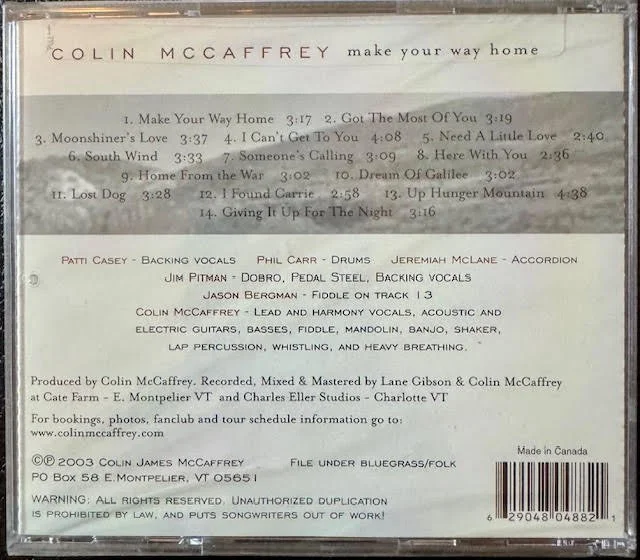 COLIN MCCAFFREY make your way home
1. Make Your Way Home 3:17 2. Got The Most Of You 3:19
3. Moonshiner's Love 3:37 4. I Can't Get To You 4:08 5. Need A Little Love 2:40
6. South Wind 3:33 7. Someone's Calling 3:09 8. Here With You 2:36
9. Home From the War 3:02 10. Dream Of Galilee 3:02
11. Lost Dog 3:28 12. I Found Carrie 2:58 13. Up Hunger Mountain 4:38
14. Giving It Up For The Night 3:16
PATTI CASEY - BACKING VOCALS PHIL CARR - DRUMS JEREMIAH MCLANE - ACCORDION
JIM PITMAN - DOBRO, PEDAL STEEL, BACKING VOCALS
JASON BERGMAN - FIDDLE ON TRACK 13
COLIN MCCAFFREY - LEAD AND HARMONY VOCALS, ACOUSTIC AND
ELECTRIC GUITARS, BASSES, FIDDLE, MANDOLIN, BANJO, SHAKER,
LAP PERCUSSION, WHISTLING, AND HEAVY BREATHING.
Produced by Colin McCaffrey. Recorded, Mixed & Mastered by Lane Gibson & Colin McCaffrey
at Cate Farm - E. Montpelier VT and Charles Eller Studios - Charlotte VT
For bookings, photos, fanclub and tour schedule information go to:
www.colinmccaffrey.com
©℗ 2003 COLIN JAMES MCCAFFREY FILE UNDER BLUEGRASS/FOLK
PO BOX 58 E.MONTPELIER, VT 05651
WARNING: ALL RIGHTS RESERVED. UNAUTHORIZED DUPLICATION
IS PROHIBITED BY LAW, AND PUTS SONGWRITERS OUT OF WORK!
Made in Canada
6 29048 04882 1